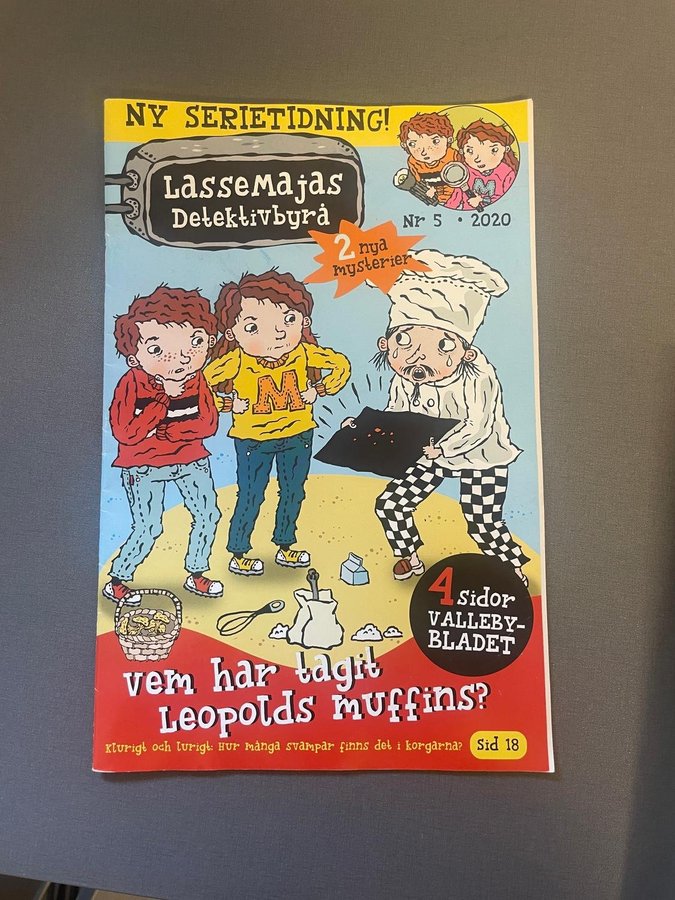 NY SERIETIDNING!
LasseMajas
Detektivbyrå
Nr 5 • 2020
2 nya
mysterier
M
M
4 sidor
VALLEBY-
BLADET
Vem har tagit
Leopolds muffins?
Klurigt och lurigt: Hur många svampar finns det i korgarna? Sid 18